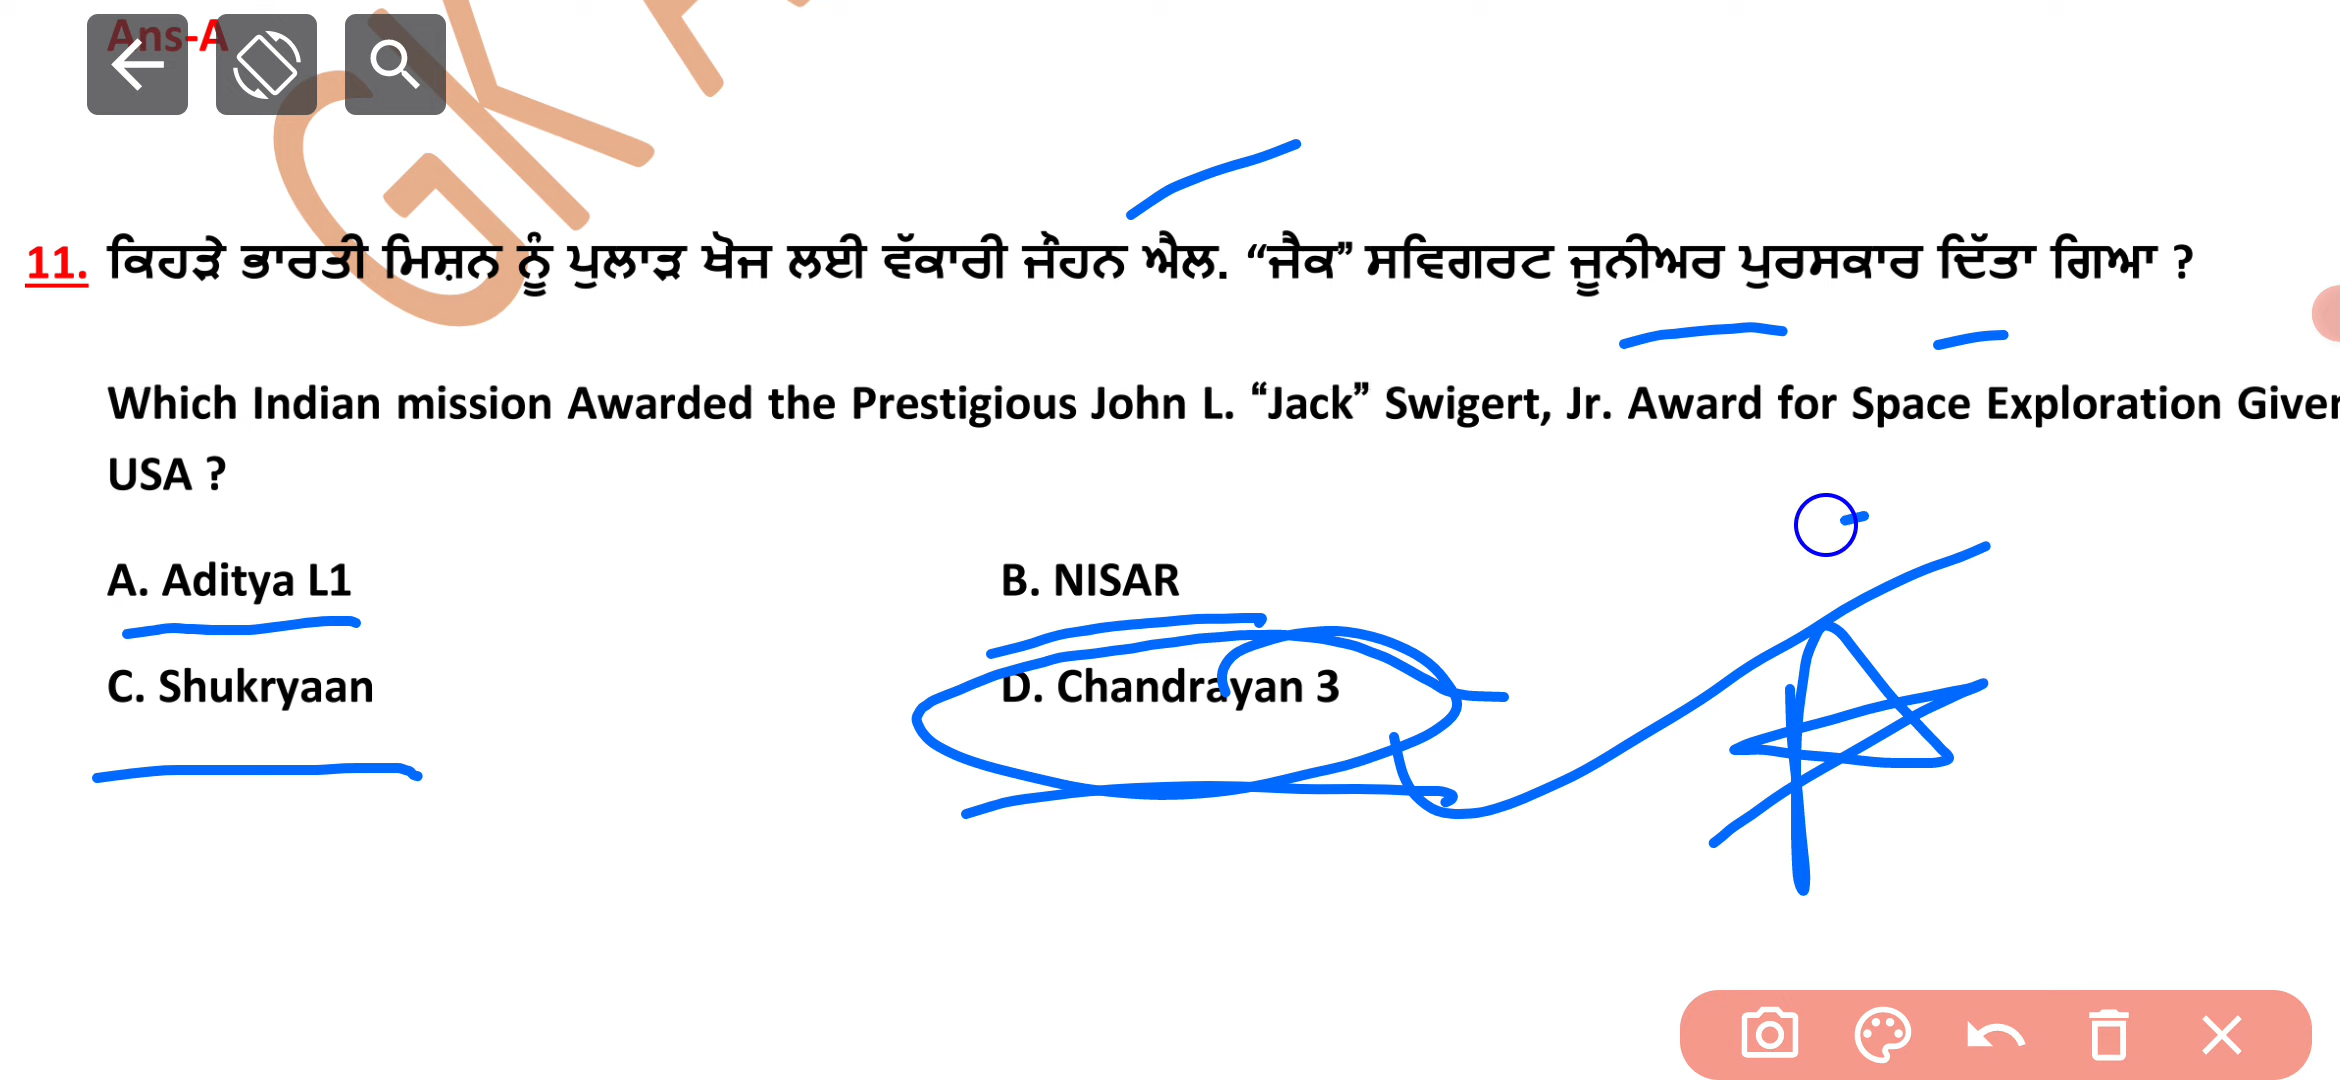 Ans-A
GK
11. ਕਿਹੜੇ ਭਾਰਤੀ ਮਿਸ਼ਨ ਨੂੰ ਪੁਲਾੜ ਖੋਜ ਲਈ ਵੱਕਾਰੀ ਜੌਹਨ ਐਲ. “ਜੈਕ” ਸਵਿਗਰਟ ਜੂਨੀਅਰ ਪੁਰਸਕਾਰ ਦਿੱਤਾ ਗਿਆ ?
Which Indian mission Awarded the Prestigious John L. “Jack” Swigert, Jr. Award for Space Exploration
USA ?
A. Aditya L1 B. NISAR
C. Shukryaan D. Chandrayan 3